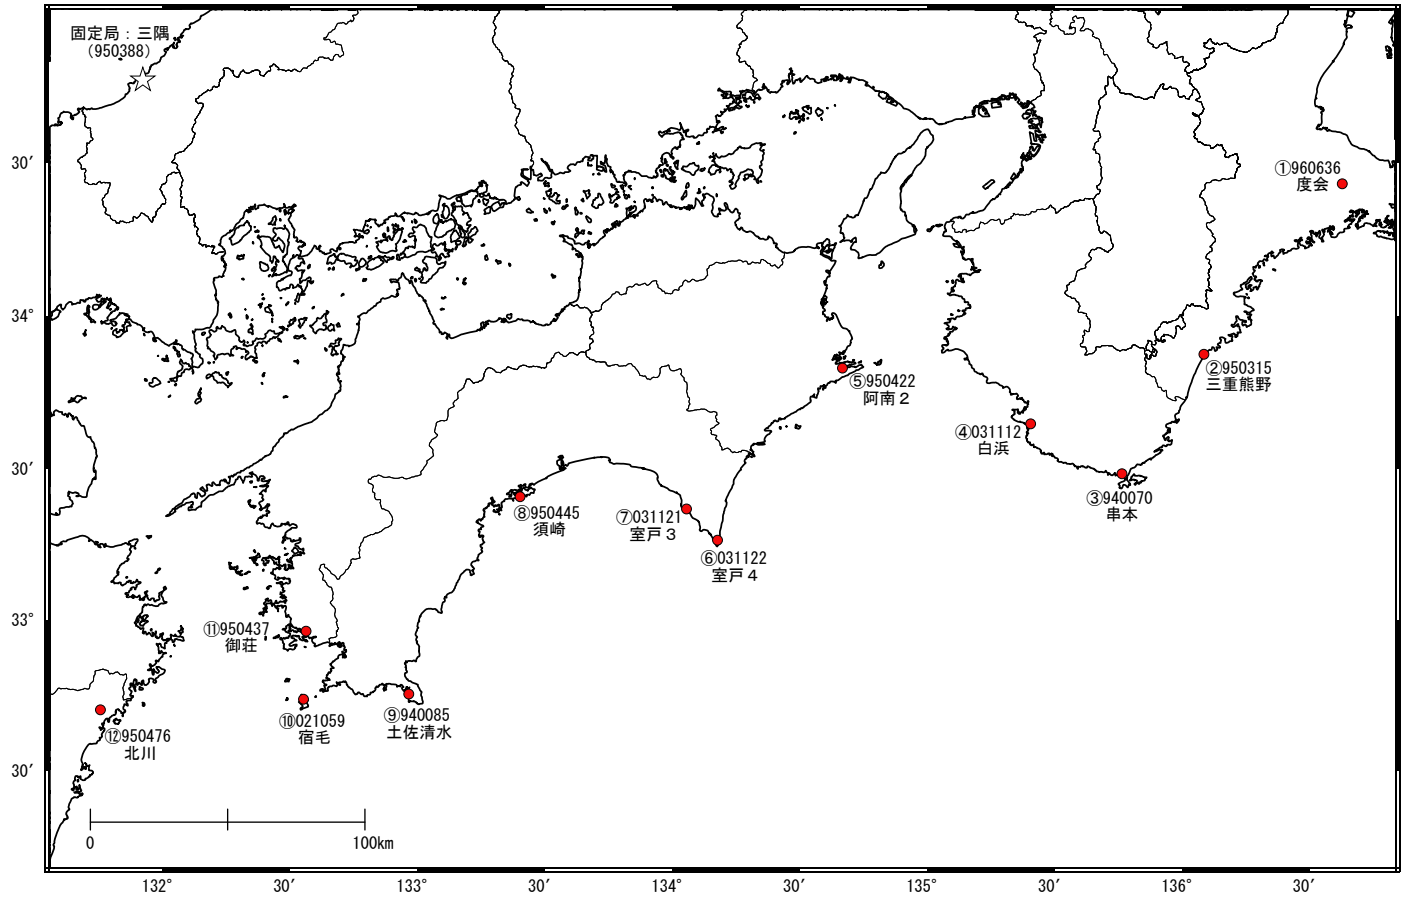 固定局：三隅
（950388）
①960636
度会
30′
34°
②950315
三重熊野
⑤950422
阿南２
④031112
白浜
30′
③940070
串本
⑧950445
須崎
⑦031121
室戸３
⑥031122
室戸４
33°
⑪950437
御荘
⑩021059
宿毛
⑨940085
土佐清水
⑫950476
北川
30′
0
100km
132°
30′
133°
30′
134°
30′
135°
30′
136°
30′